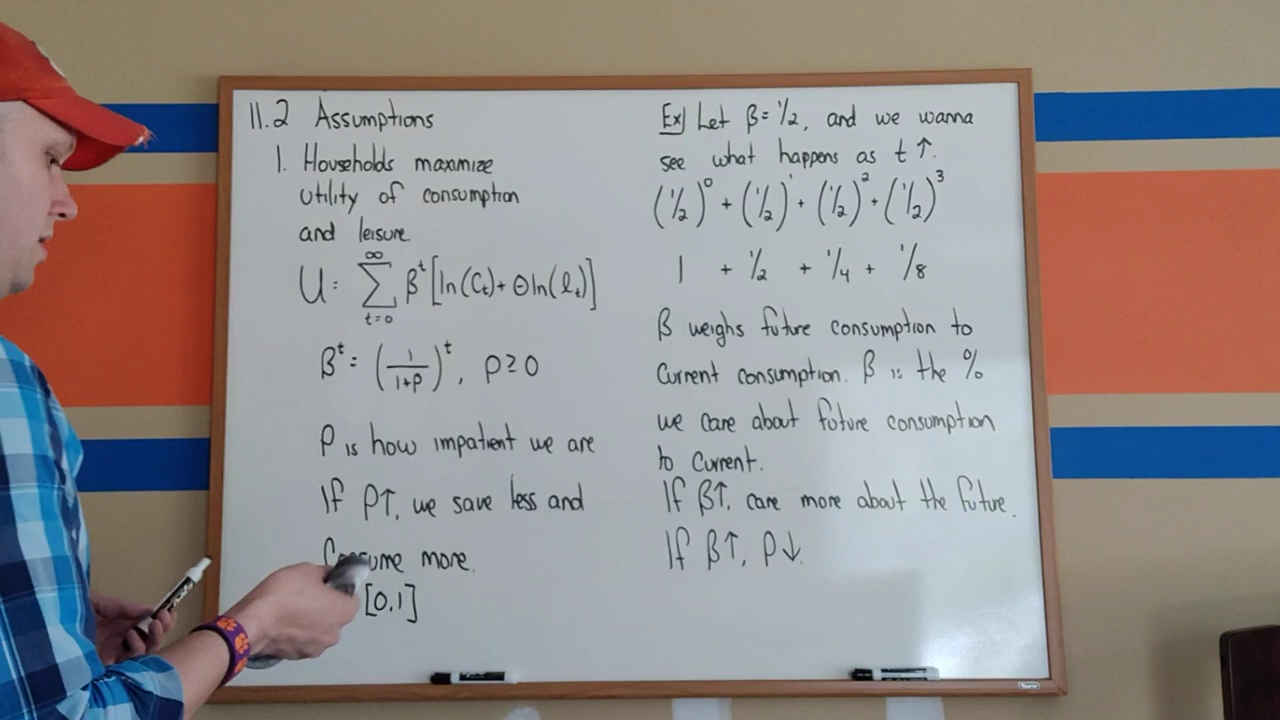 11.2 Assumptions
1. Households maximize
utility of consumption
and leisure.
U = ∑ t=0 ∞ β^t [ln(C_t) + θln(ℓ_t)]
β^t = (1/(1+ρ))^t, ρ≥0
ρ is how impatient we are
If ρ↑, we save less and
consume more.
[0,1]
Ex) Let β = 1/2, and we wanna
see what happens as t ↑.
(1/2)^0 + (1/2)^1 + (1/2)^2 + (1/2)^3
1 + 1/2 + 1/4 + 1/8
β weighs future consumption to
current consumption. β is the %
we care about future consumption
to current.
If β↑, care more about the future.
If β↑, ρ↓.